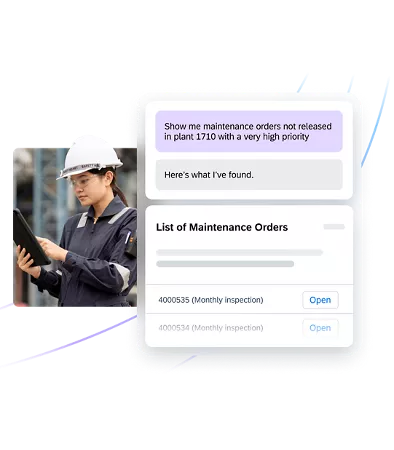 Show me maintenance orders not released
in plant 1710 with a very high priority
Here's what I've found.
List of Maintenance Orders
4000535 (Monthly inspection)
Open
4000534 (Monthly inspection)
Open